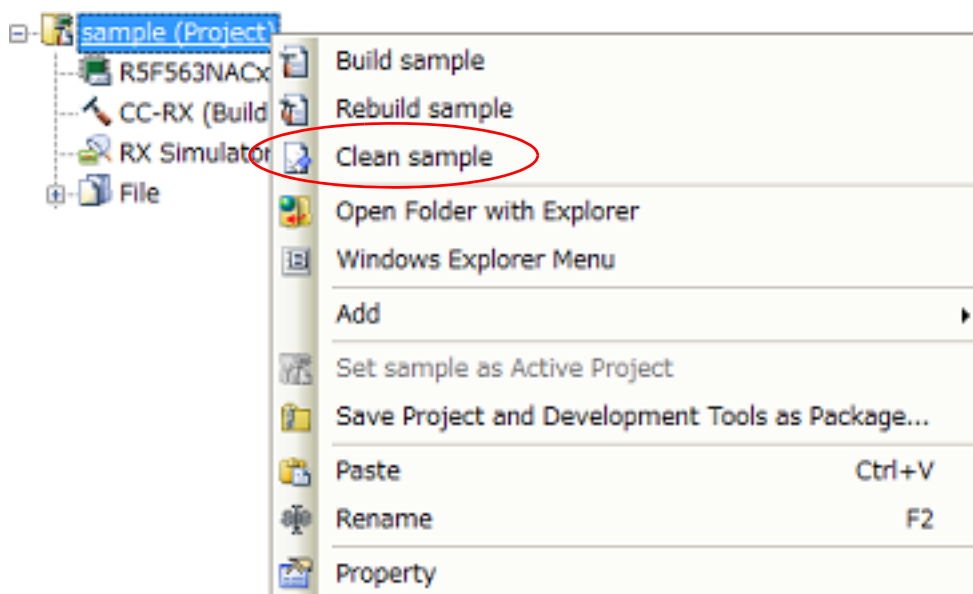 sample (Project)
R5F563NACx
CC-RX (Build
RX Simulator
File
Build sample
Rebuild sample
Clean sample
Open Folder with Explorer
Windows Explorer Menu
Add
Set sample as Active Project
Save Project and Development Tools as Package...
Paste Ctrl+V
Rename F2
Property